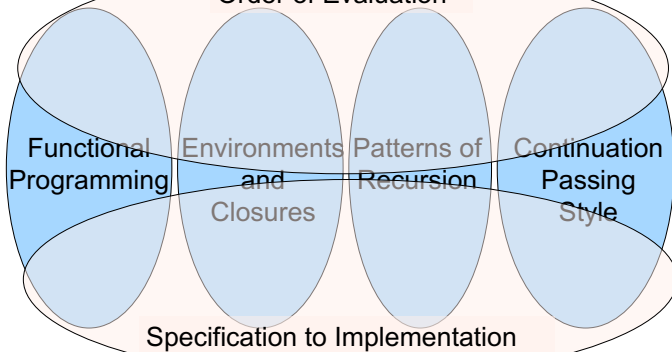 Order of Evaluation
Functional
Programming
Environments
and
Closures
Patterns of
Recursion
Continuation
Passing
Style
Specification to Implementation